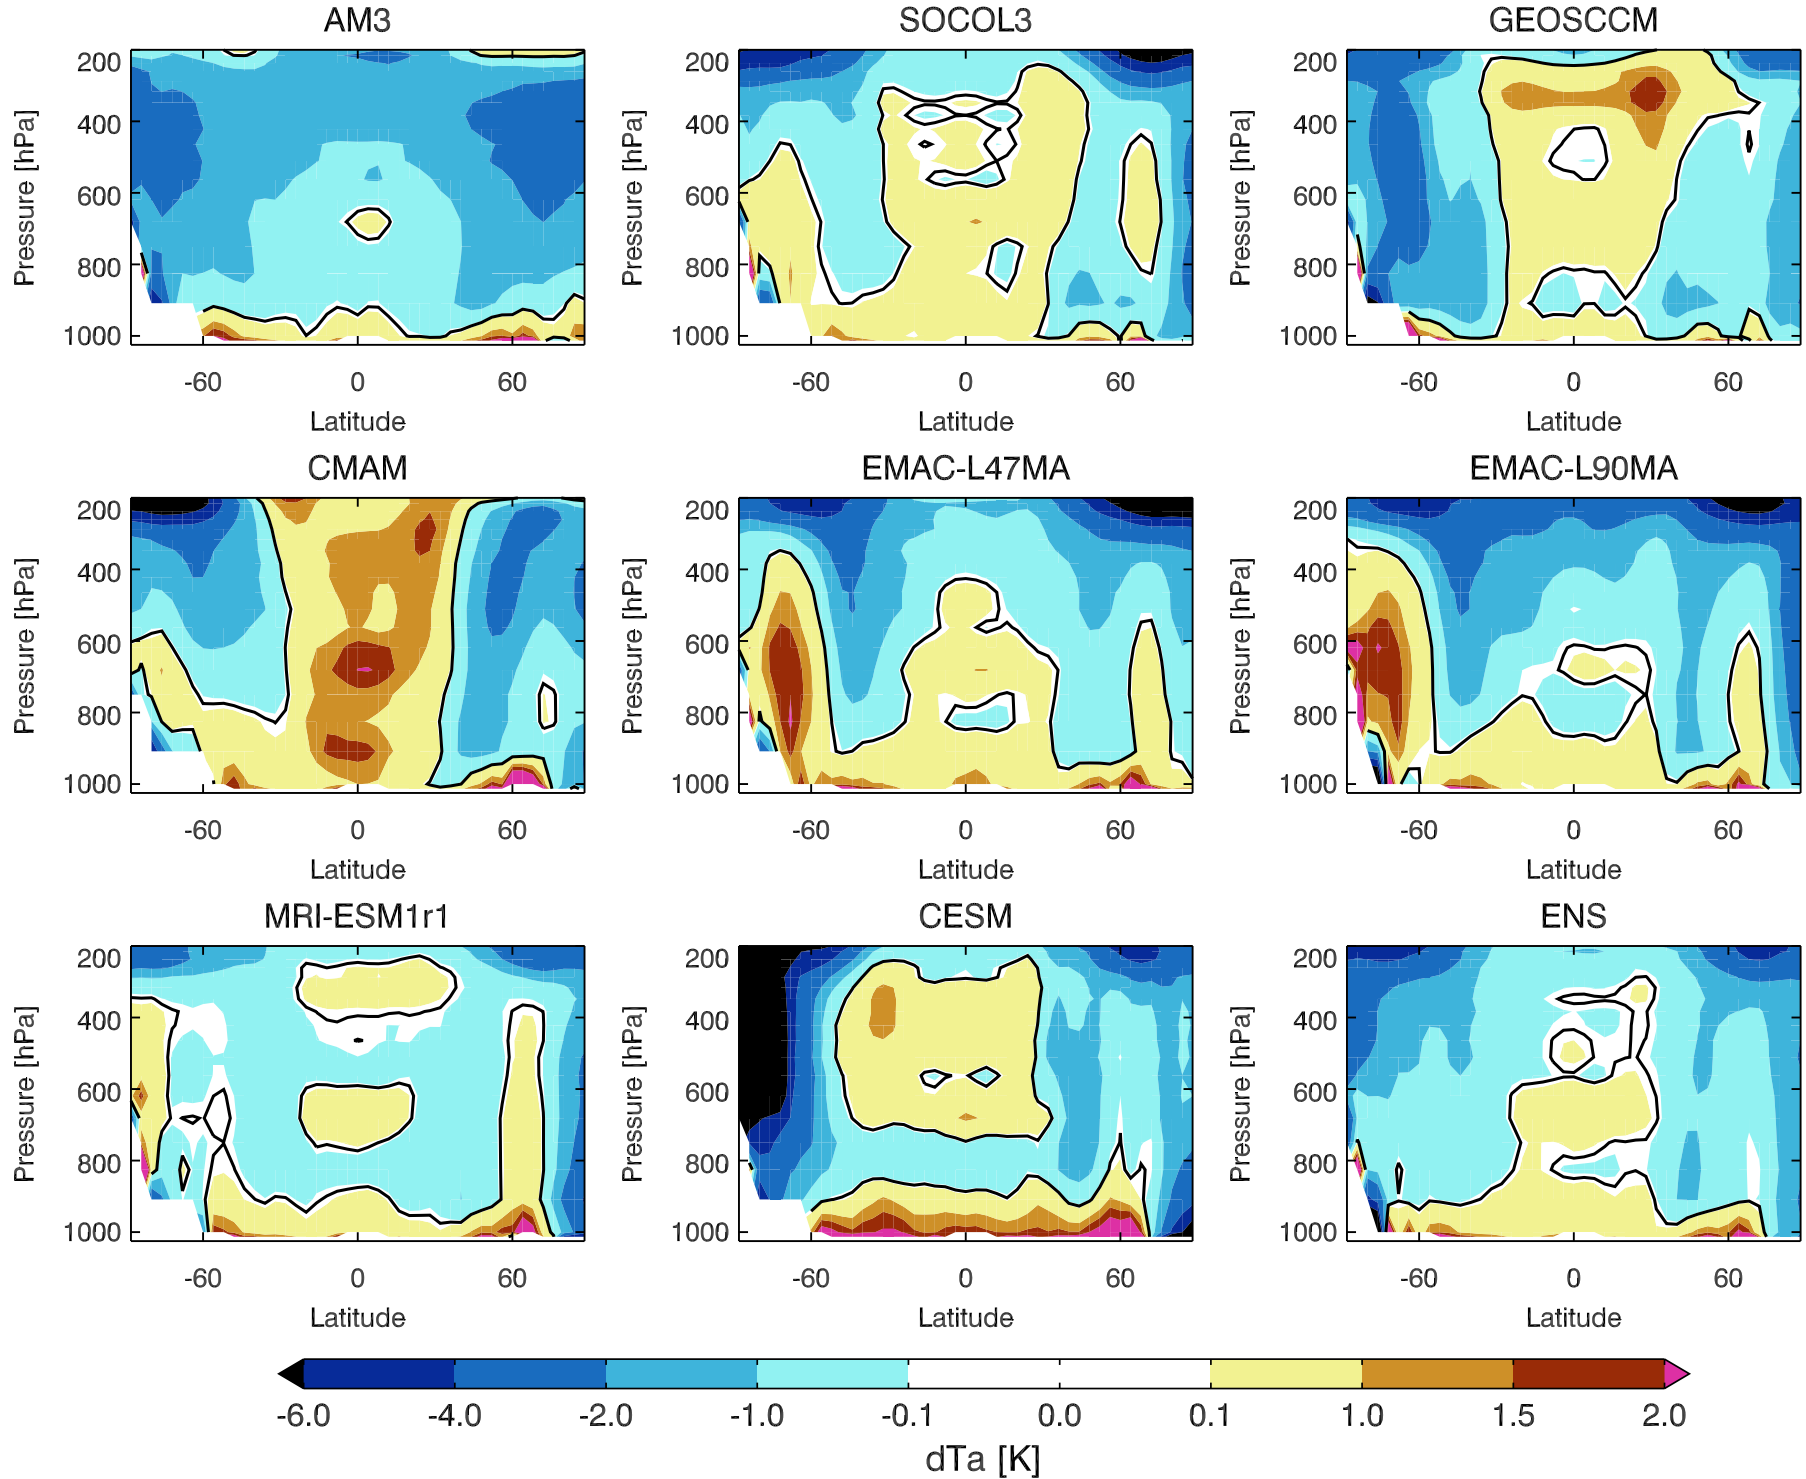 AM3
SOCOL3
GEOSCCM
200
400
600
800
1000
Pressure [hPa]
-60
0
60
Latitude
200
400
600
800
1000
Pressure [hPa]
-60
0
60
Latitude
200
400
600
800
1000
Pressure [hPa]
-60
0
60
Latitude
CMAM
EMAC-L47MA
EMAC-L90MA
200
400
600
800
1000
Pressure [hPa]
-60
0
60
Latitude
200
400
600
800
1000
Pressure [hPa]
-60
0
60
Latitude
200
400
600
800
1000
Pressure [hPa]
-60
0
60
Latitude
MRI-ESM1r1
CESM
ENS
200
400
600
800
1000
Pressure [hPa]
-60
0
60
Latitude
200
400
600
800
1000
Pressure [hPa]
-60
0
60
Latitude
200
400
600
800
1000
Pressure [hPa]
-60
0
60
Latitude
-6.0 -4.0 -2.0 -1.0 -0.1 0.0 0.1 1.0 1.5 2.0
dTa [K]